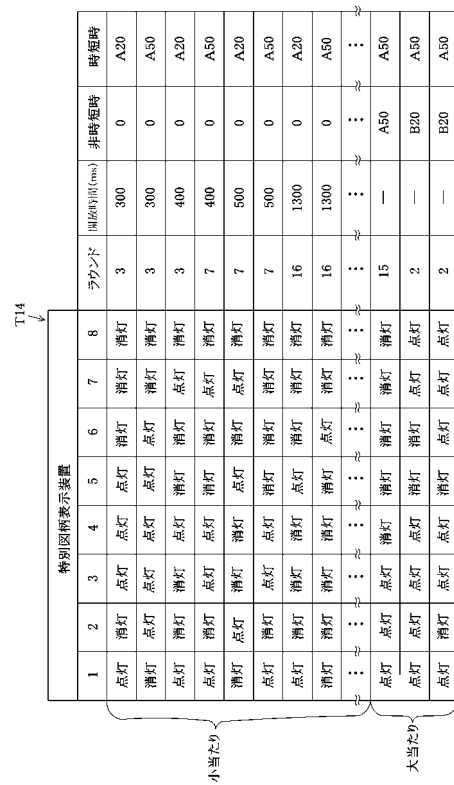 T14
特別図柄表示装置
1 2 3 4 5 6 7 8 ラウンド 開放時間(ms) 非時短時 時短時
小当たり
点灯 消灯 点灯 点灯 点灯 消灯 消灯 消灯 3 300 0 A20
消灯 点灯 点灯 点灯 点灯 点灯 消灯 消灯 3 300 0 A50
点灯 消灯 消灯 点灯 消灯 消灯 点灯 消灯 3 400 0 A20
点灯 消灯 点灯 点灯 消灯 消灯 点灯 消灯 7 400 0 A50
消灯 点灯 消灯 消灯 点灯 消灯 点灯 消灯 7 500 0 A20
点灯 消灯 点灯 点灯 消灯 消灯 消灯 消灯 7 500 0 A50
点灯 消灯 消灯 消灯 点灯 消灯 消灯 消灯 16 1300 0 A20
消灯 消灯 消灯 点灯 消灯 点灯 消灯 消灯 16 1300 0 A50
⋮ ⋮ ⋮ ⋮ ⋮ ⋮ ⋮ ⋮ ⋮ ⋮ ⋮ ⋮
大当たり
点灯 点灯 点灯 消灯 消灯 消灯 消灯 消灯 15 — A50 A50
点灯 点灯 点灯 点灯 消灯 消灯 点灯 点灯 2 — B20 A50
点灯 消灯 点灯 点灯 消灯 点灯 点灯 点灯 2 — B20 A50